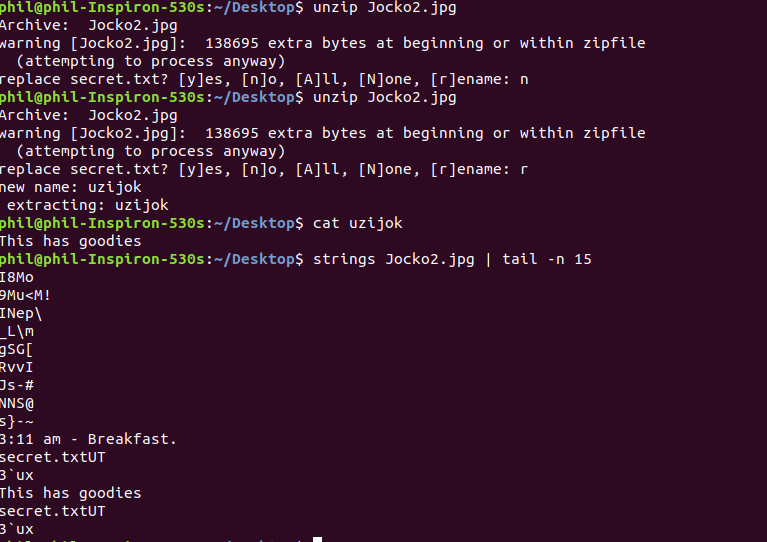 phil@phil-Inspiron-530s:~/Desktop$ unzip Jocko2.jpg
Archive:  Jocko2.jpg
warning [Jocko2.jpg]:  138695 extra bytes at beginning or within zipfile
  (attempting to process anyway)
replace secret.txt? [y]es, [n]o, [A]ll, [N]one, [r]ename: n
phil@phil-Inspiron-530s:~/Desktop$ unzip Jocko2.jpg
Archive:  Jocko2.jpg
warning [Jocko2.jpg]:  138695 extra bytes at beginning or within zipfile
  (attempting to process anyway)
replace secret.txt? [y]es, [n]o, [A]ll, [N]one, [r]ename: r
new name: uzijok
 extracting: uzijok
phil@phil-Inspiron-530s:~/Desktop$ cat uzijok
This has goodies
phil@phil-Inspiron-530s:~/Desktop$ strings Jocko2.jpg | tail -n 15
I8Mo
9Mu<M!
INep\
_L\m
gSG[
RvvI
Js-#
NNS@
s}-~
3:11 am - Breakfast.
secret.txtUT
3`ux
This has goodies
secret.txtUT
3`ux